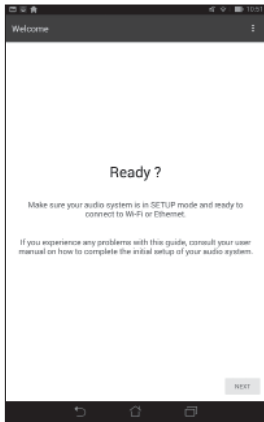 10:51
Welcome
Ready ?
Make sure your audio system is in SETUP mode and ready to
connect to Wi-Fi or Ethernet.
If you experience any problems with this guide, consult your user
manual on how to complete the initial setup of your audio system.
NEXT